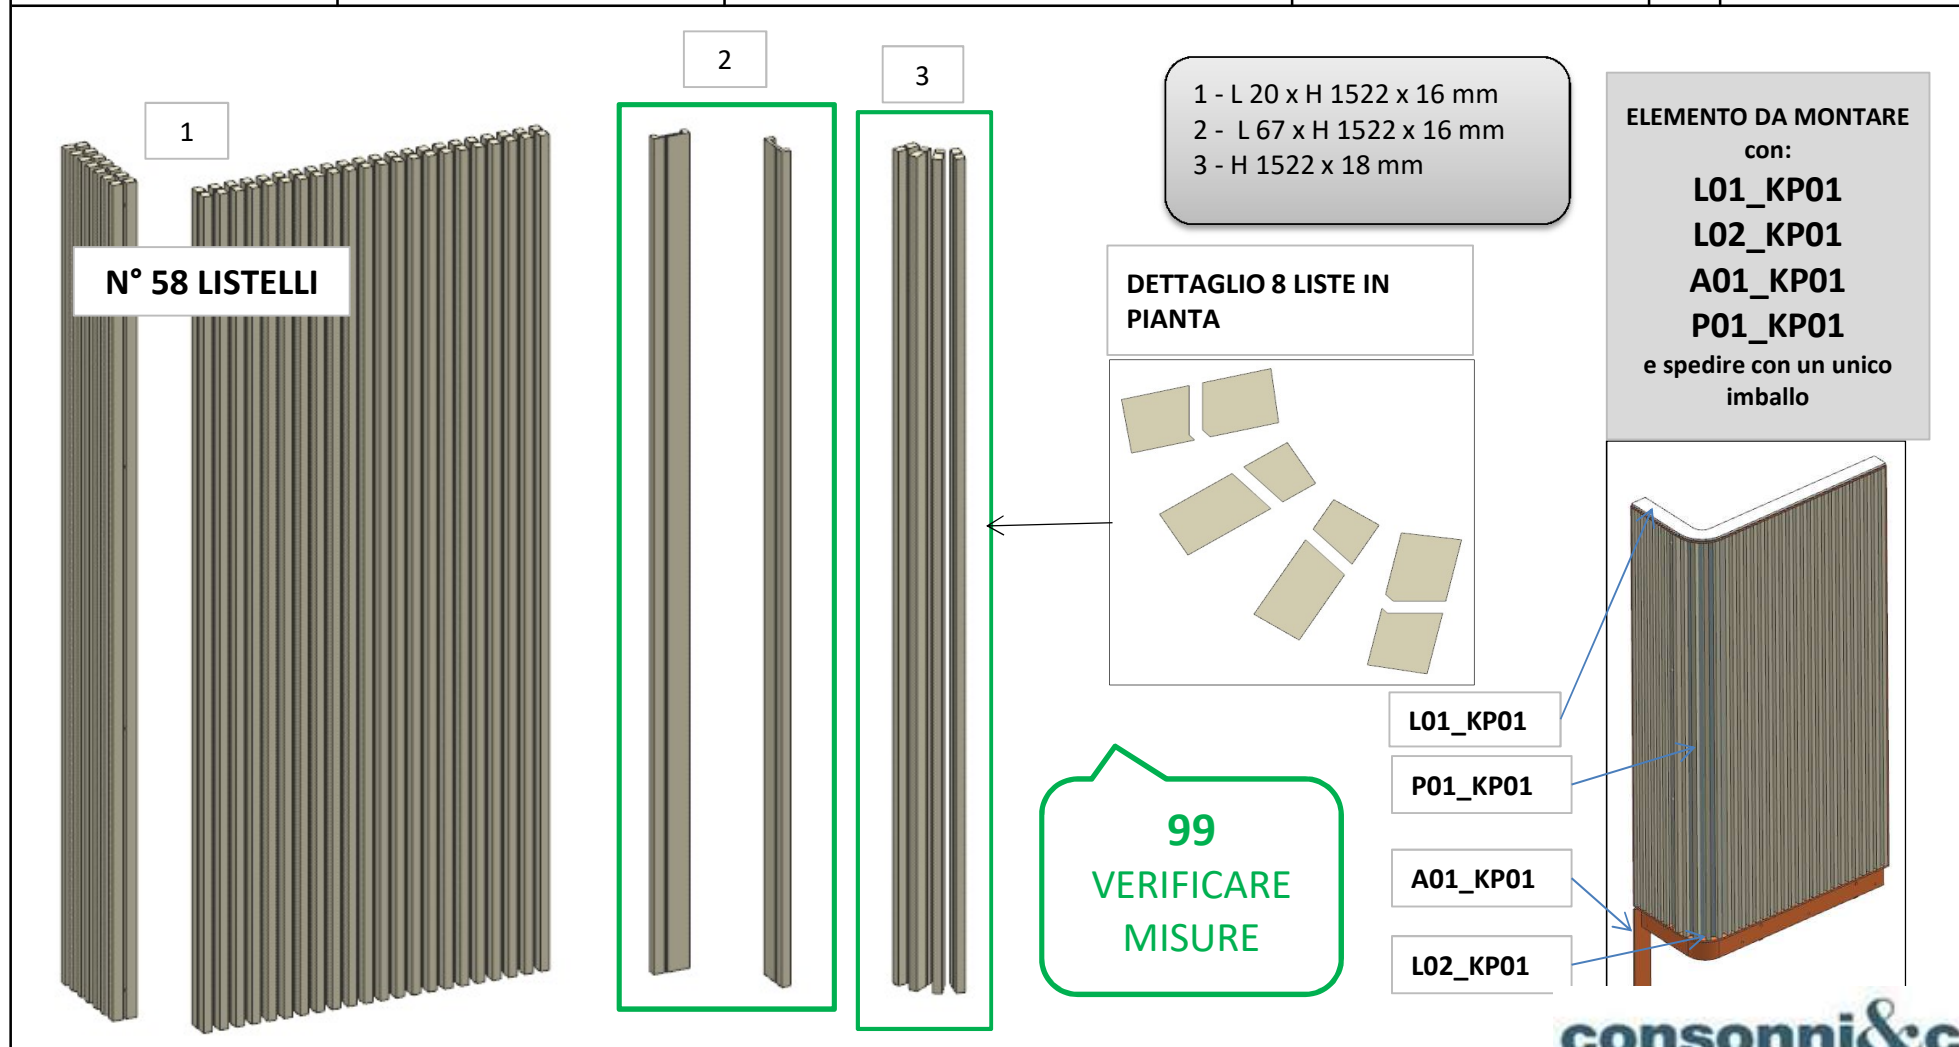 1
2
3
N° 58 LISTELLI
1 - L 20 x H 1522 x 16 mm
2 -  L 67 x H 1522 x 16 mm
3 - H 1522 x 18 mm
DETTAGLIO 8 LISTE IN
PIANTA
99
VERIFICARE
MISURE
ELEMENTO DA MONTARE
con:
L01_KP01
L02_KP01
A01_KP01
P01_KP01
e spedire con un unico
imballo
L01_KP01
P01_KP01
A01_KP01
L02_KP01
consonni&c